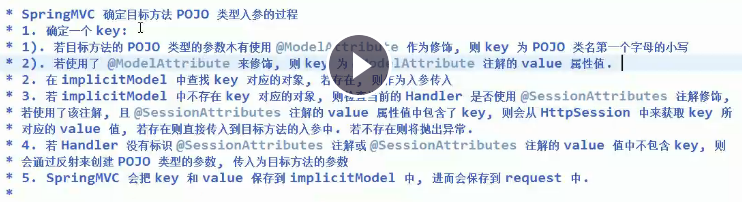 * SpringMVC 确定目标方法 POJO 类型入参的过程
* 1. 确定一个 key:
* 1). 若目标方法的 POJO 类型的参数木有使用 @ModelAttribute 作为修饰, 则 key 为 POJO 类名第一个字母的小写
* 2). 若使用了 @ModelAttribute 来修饰, 则 key 为 @ModelAttribute 注解的 value 属性值.
* 2. 在 implicitModel 中查找 key 对应的对象, 若存在, 则作为入参传入
* 3. 若 implicitModel 中不存在 key 对应的对象, 则检查当前的 Handler 是否使用 @SessionAttributes 注解修饰,
* 若使用了该注解, 且 @SessionAttributes 注解的 value 属性值中包含了 key, 则会从 HttpSession 中来获取 key 所
* 对应的 value 值, 若存在则直接传入到目标方法的入参中. 若不存在则将抛出异常.
* 4. 若 Handler 没有标识 @SessionAttributes 注解或 @SessionAttributes 注解的 value 值中不包含 key, 则
* 会通过反射来创建 POJO 类型的参数, 传入为目标方法的参数
* 5. SpringMVC 会把 key 和 value 保存到 implicitModel 中, 进而会保存到 request 中.
*